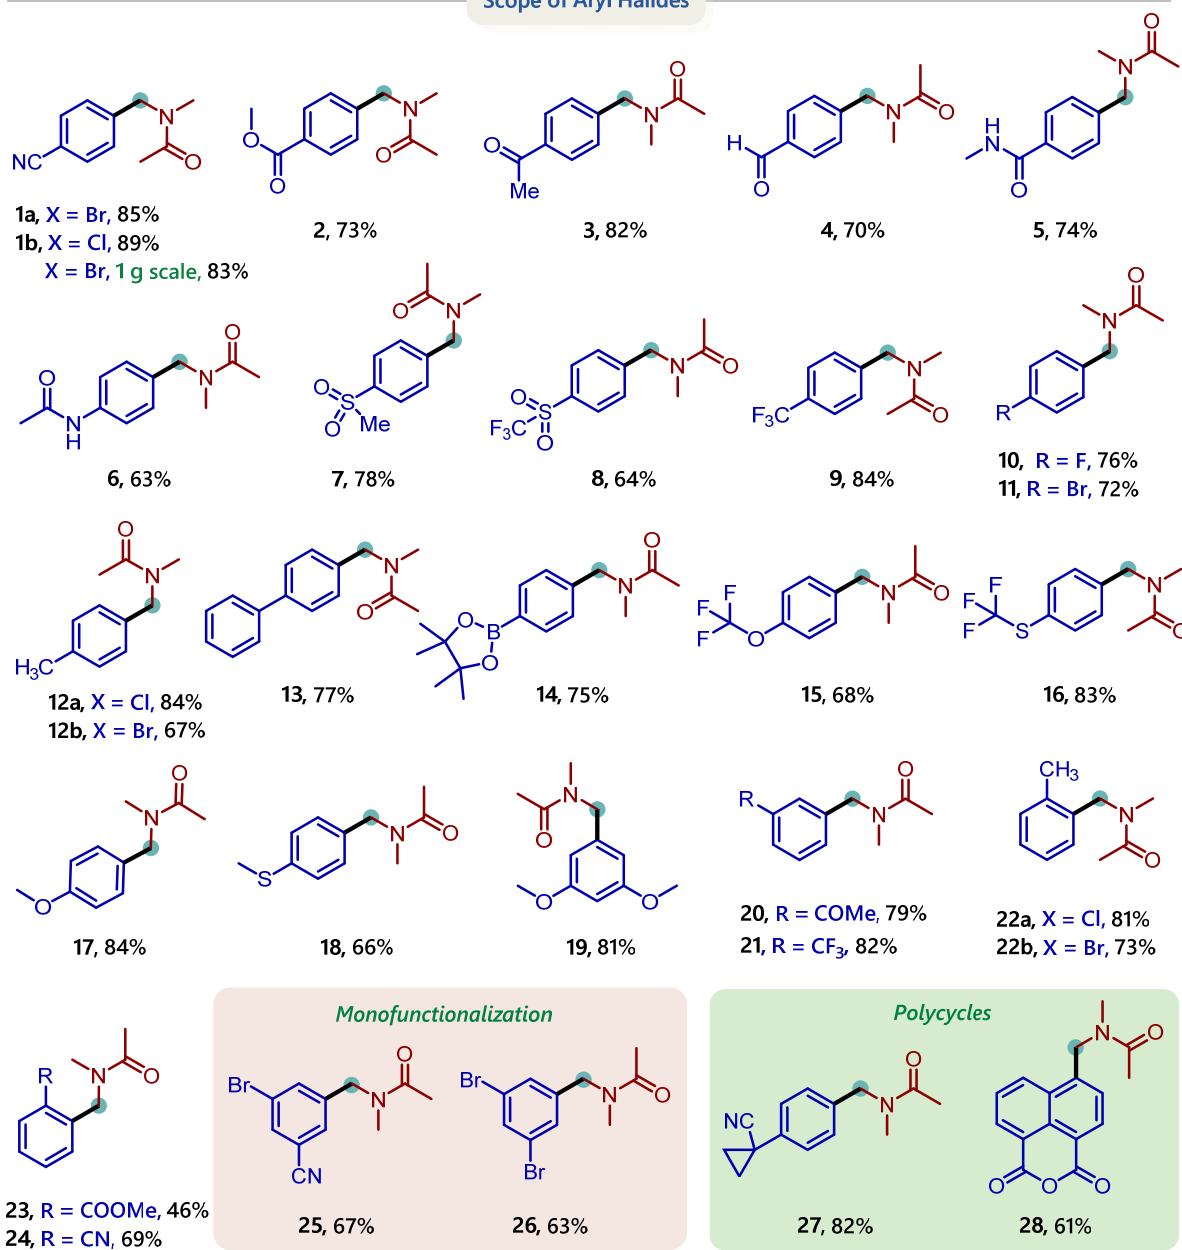 Scope of Aryl Halides
NC
N
O
O
O
N
O
O
Me
N
O
H
O
N
O
H
N
O
N
O
1a, X = Br, 85%
1b, X = Cl, 89%
X = Br, 1 g scale, 83%
2, 73%
3, 82%
4, 70%
5, 74%
O
N
H
N
O
O
N
O
S
O
Me
F3C
O
S
O
N
O
F3C
N
O
O
N
R
6, 63%
7, 78%
8, 64%
9, 84%
10, R = F, 76%
11, R = Br, 72%
O
N
H3C
N
O
O
B
O
N
O
F
F
F
O
N
O
F
F
F
S
N
O
12a, X = Cl, 84%
12b, X = Br, 67%
13, 77%
14, 75%
15, 68%
16, 83%
O
N
O
S
N
O
N
O
O
O
R
N
O
CH3
N
O
17, 84%
18, 66%
19, 81%
20, R = COMe, 79%
21, R = CF3, 82%
22a, X = Cl, 81%
22b, X = Br, 73%
R
N
O
23, R = COOMe, 46%
24, R = CN, 69%
Monofunctionalization
Br
CN
N
O
Br
Br
N
O
25, 67%
26, 63%
Polycycles
NC
N
O
N
O
O
O
O
27, 82%
28, 61%